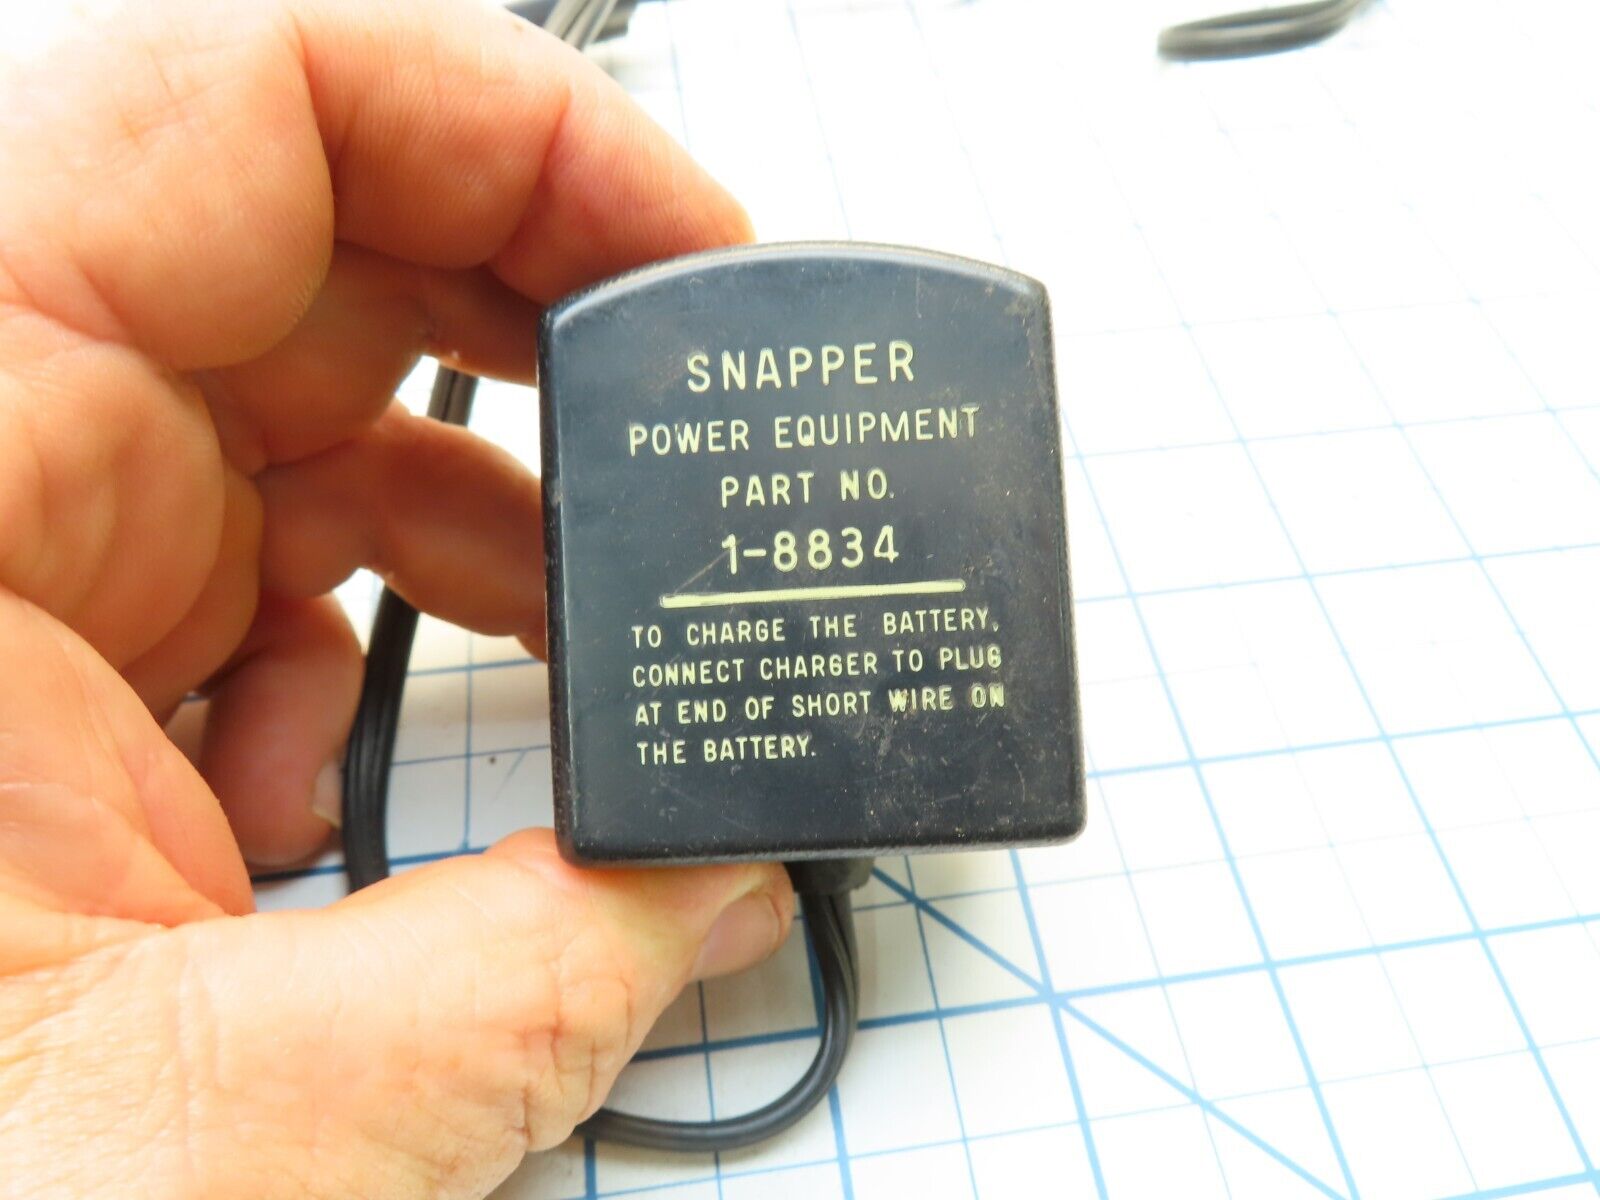 SNAPPER
POWER EQUIPMENT
PART NO.
1-8834
TO CHARGE THE BATTERY,
CONNECT CHARGER TO PLUG
AT END OF SHORT WIRE ON
THE BATTERY.